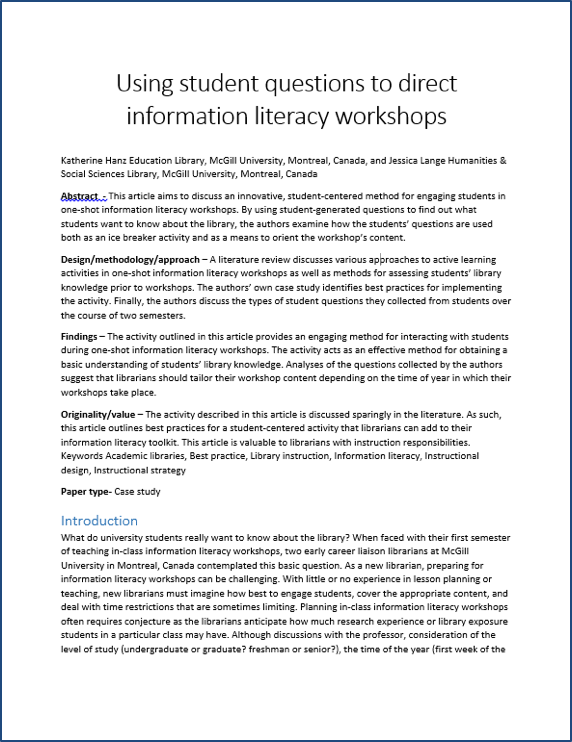 Using student questions to direct
information literacy workshops
Katherine Hanz Education Library, McGill University, Montreal, Canada, and Jessica Lange Humanities &
Social Sciences Library, McGill University, Montreal, Canada
Abstract - This article aims to discuss an innovative, student-centered method for engaging students in
one-shot information literacy workshops. By using student-generated questions to find out what
students want to know about the library, the authors examine how the students’ questions are used
both as an ice breaker activity and as a means to orient the workshop’s content.
Design/methodology/approach – A literature review discusses various approaches to active learning
activities in one-shot information literacy workshops as well as methods for assessing students’ library
knowledge prior to workshops. The authors’ own case study identifies best practices for implementing
the activity. Finally, the authors discuss the types of student questions they collected from students over
the course of two semesters.
Findings – The activity outlined in this article provides an engaging method for interacting with students
during one-shot information literacy workshops. The activity acts as an effective method for obtaining a
basic understanding of students’ library knowledge. Analyses of the questions collected by the authors
suggest that librarians should tailor their workshop content depending on the time of year in which their
workshops take place.
Originality/value – The activity described in this article is discussed sparingly in the literature. As such,
this article outlines best practices for a student-centered activity that librarians can add to their
information literacy toolkit. This article is valuable to librarians with instruction responsibilities.
Keywords Academic libraries, Best practice, Library instruction, Information literacy, Instructional
design, Instructional strategy
Paper type- Case study
Introduction
What do university students really want to know about the library? When faced with their first semester
of teaching in-class information literacy workshops, two early career liaison librarians at McGill
University in Montreal, Canada contemplated this basic question. As a new librarian, preparing for
information literacy workshops can be challenging. With little or no experience in lesson planning or
teaching, new librarians must imagine how best to engage students, cover the appropriate content, and
deal with time restrictions that are sometimes limiting. Planning in-class information literacy workshops
often requires conjecture as the librarians anticipate how much research experience or library exposure
students in a particular class may have. Although discussions with the professor, consideration of the
level of study (undergraduate or graduate? freshman or senior?), the time of the year (first week of the